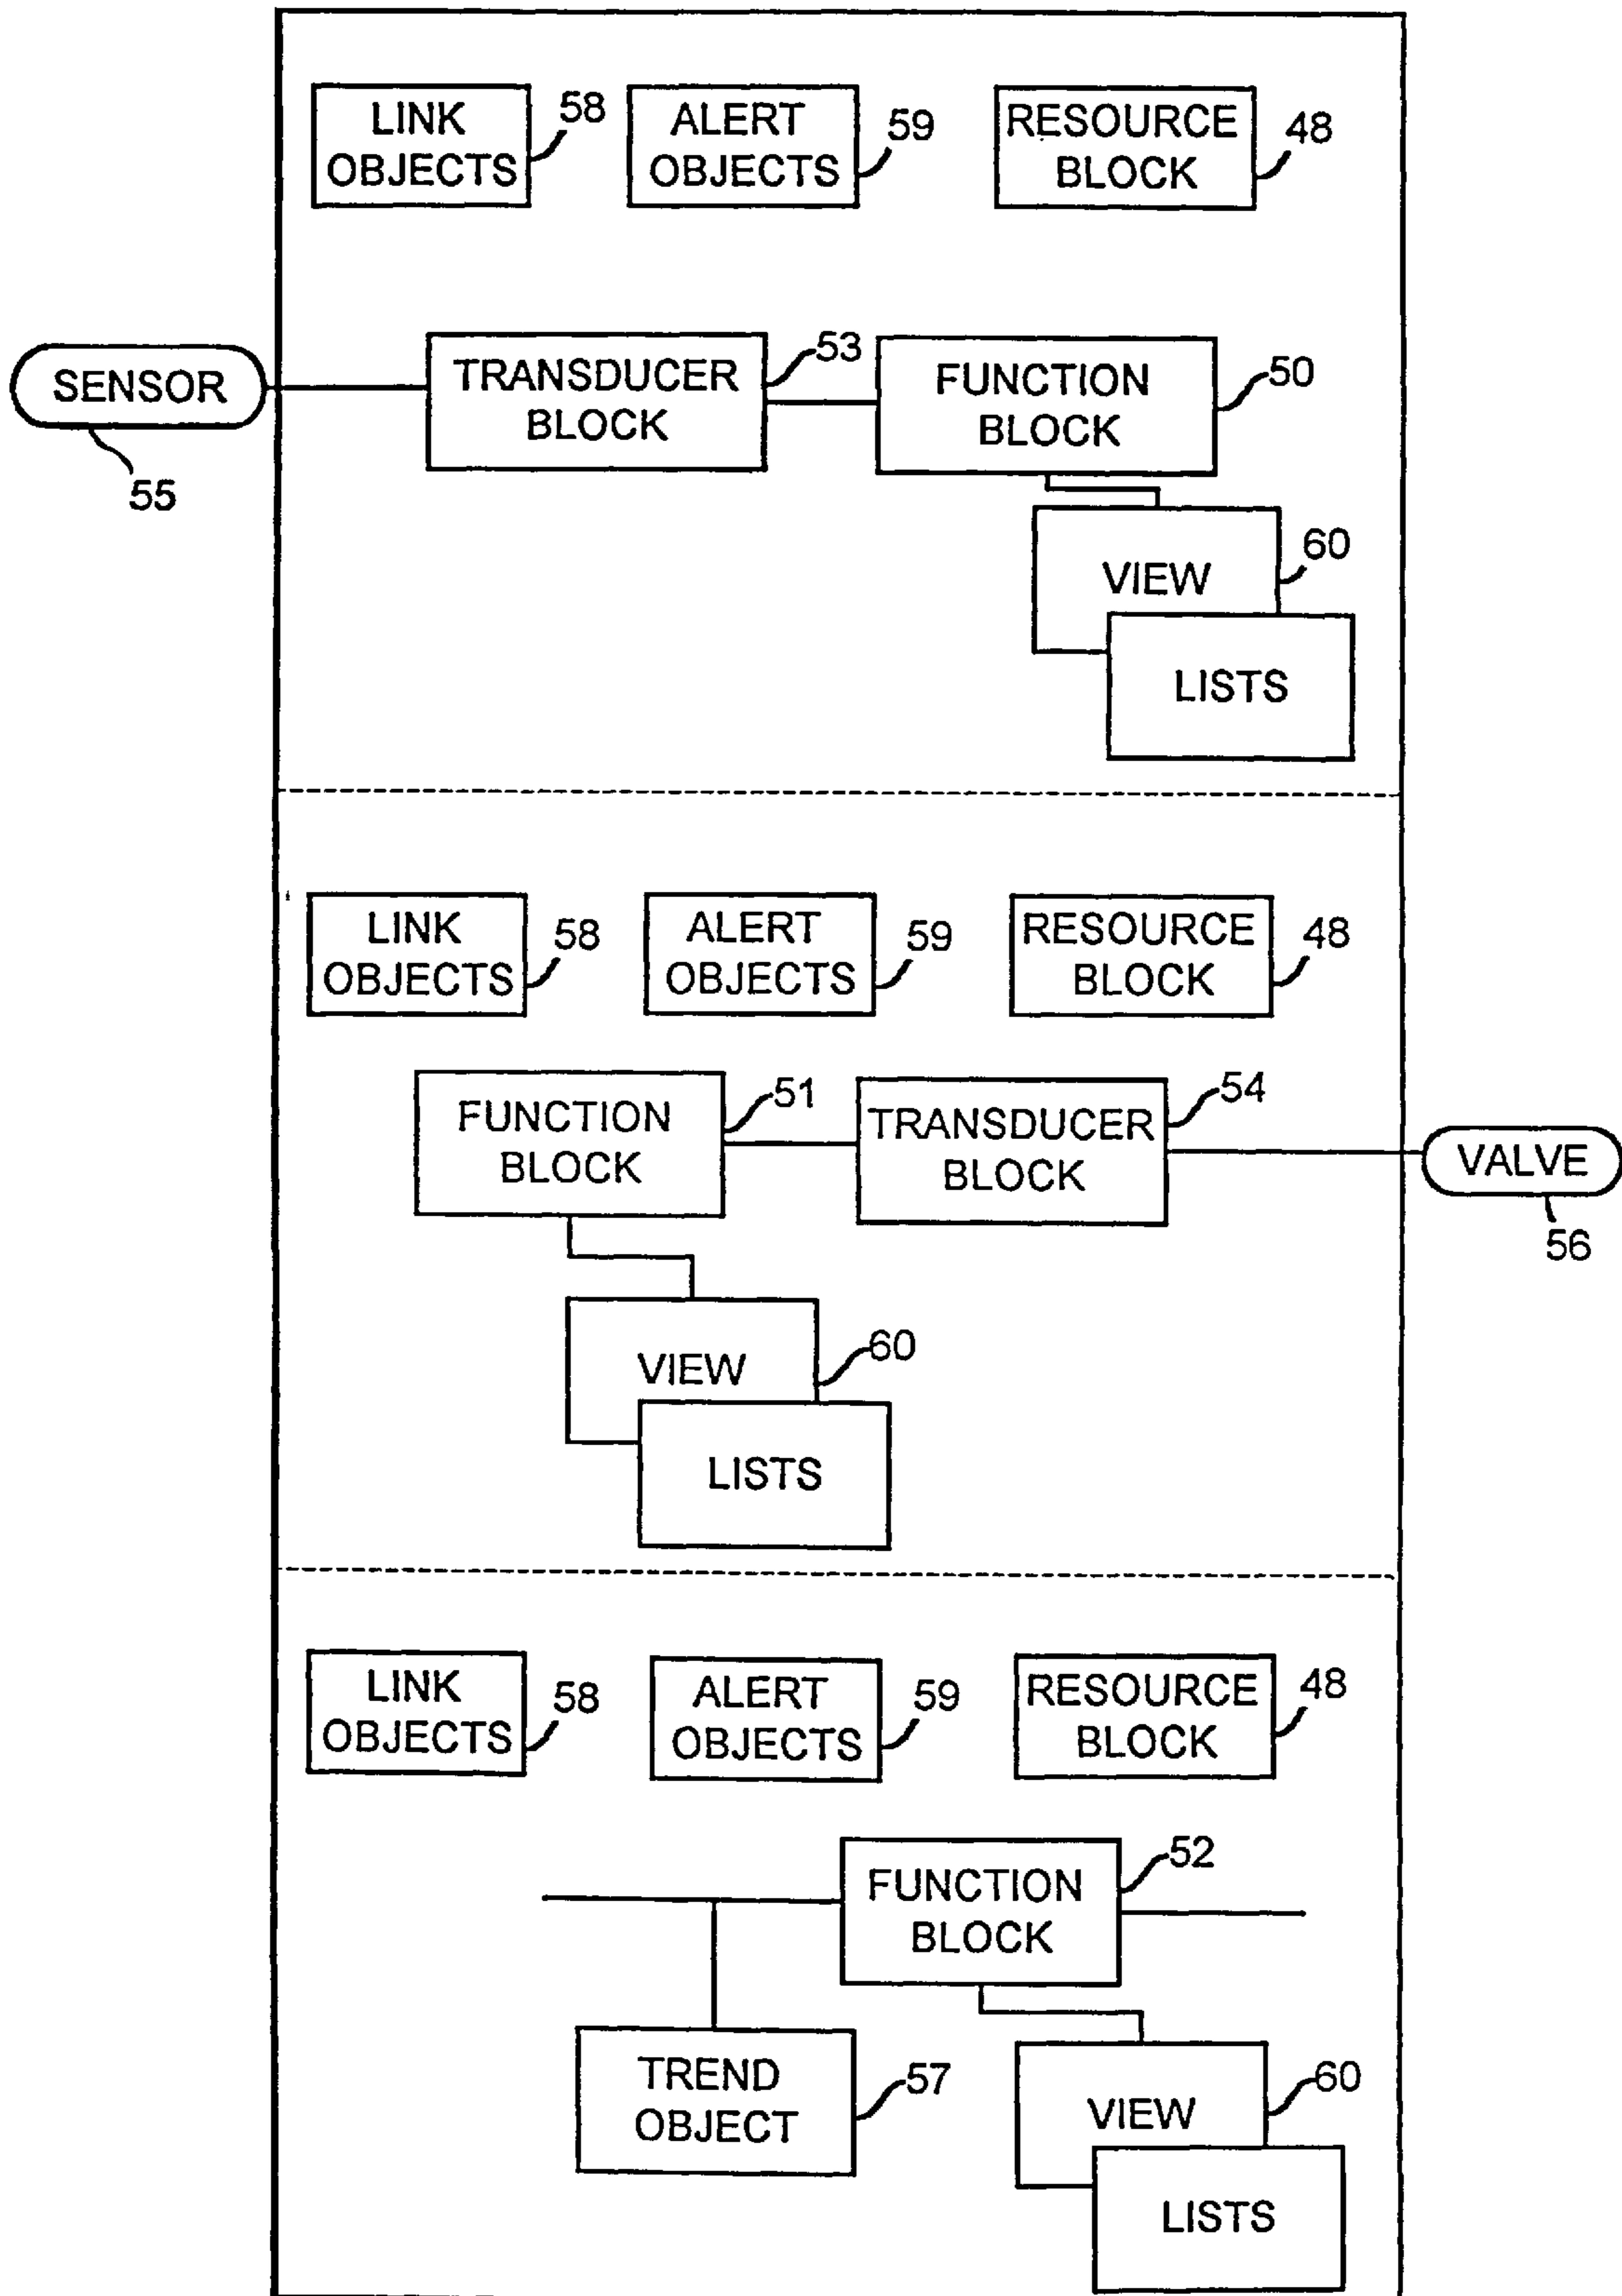 LINK
OBJECTS
58
ALERT
OBJECTS
59
RESOURCE
BLOCK
48
SENSOR
55
TRANSDUCER
BLOCK
53
FUNCTION
BLOCK
50
VIEW
60
LISTS
LINK
OBJECTS
58
ALERT
OBJECTS
59
RESOURCE
BLOCK
48
FUNCTION
BLOCK
51
TRANSDUCER
BLOCK
54
VALVE
56
VIEW
60
LISTS
LINK
OBJECTS
58
ALERT
OBJECTS
59
RESOURCE
BLOCK
48
FUNCTION
BLOCK
52
TREND
OBJECT
57
VIEW
60
LISTS